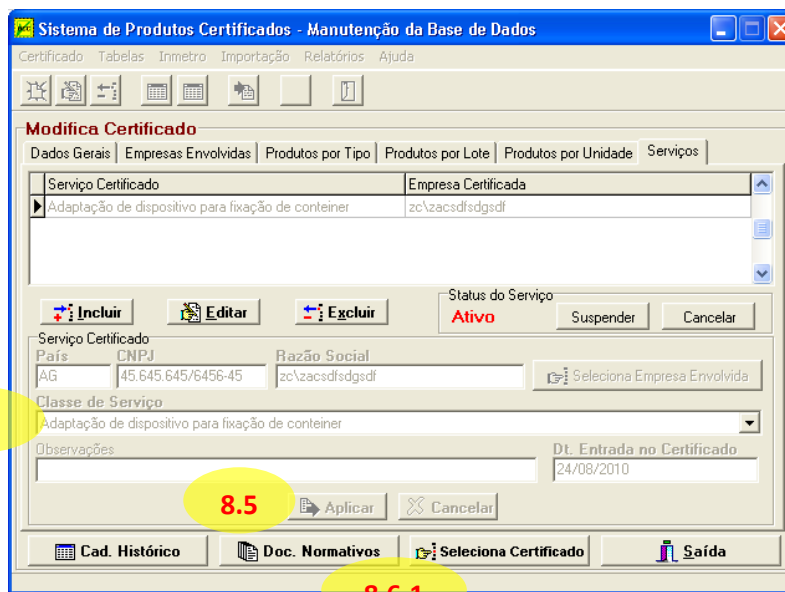 Sistema de Produtos Certificados - Manutenção da Base de Dados
Certificado Tabelas Inmetro Importação Relatórios Ajuda
Modifica Certificado
Dados Gerais Empresas Envolvidas Produtos por Tipo Produtos por Lote Produtos por Unidade Serviços
Serviço Certificado Empresa Certificada
Adaptação de dispositivo para fixação de conteiner zc\zacsdfsdgsdf
Status do Serviço
Incluir Editar Excluir Ativo Suspender Cancelar
Serviço Certificado
País CNPJ Razão Social
AG 45.645.645/6456-45 zc\zacsdfsdgsdf Seleciona Empresa Envolvida
Classe de Serviço
Adaptação de dispositivo para fixação de conteiner
Observações Dt. Entrada no Certificado
24/08/2010
8.5 Aplicar Cancelar
Cad. Histórico Doc. Normativos Seleciona Certificado Saída
8.6.1